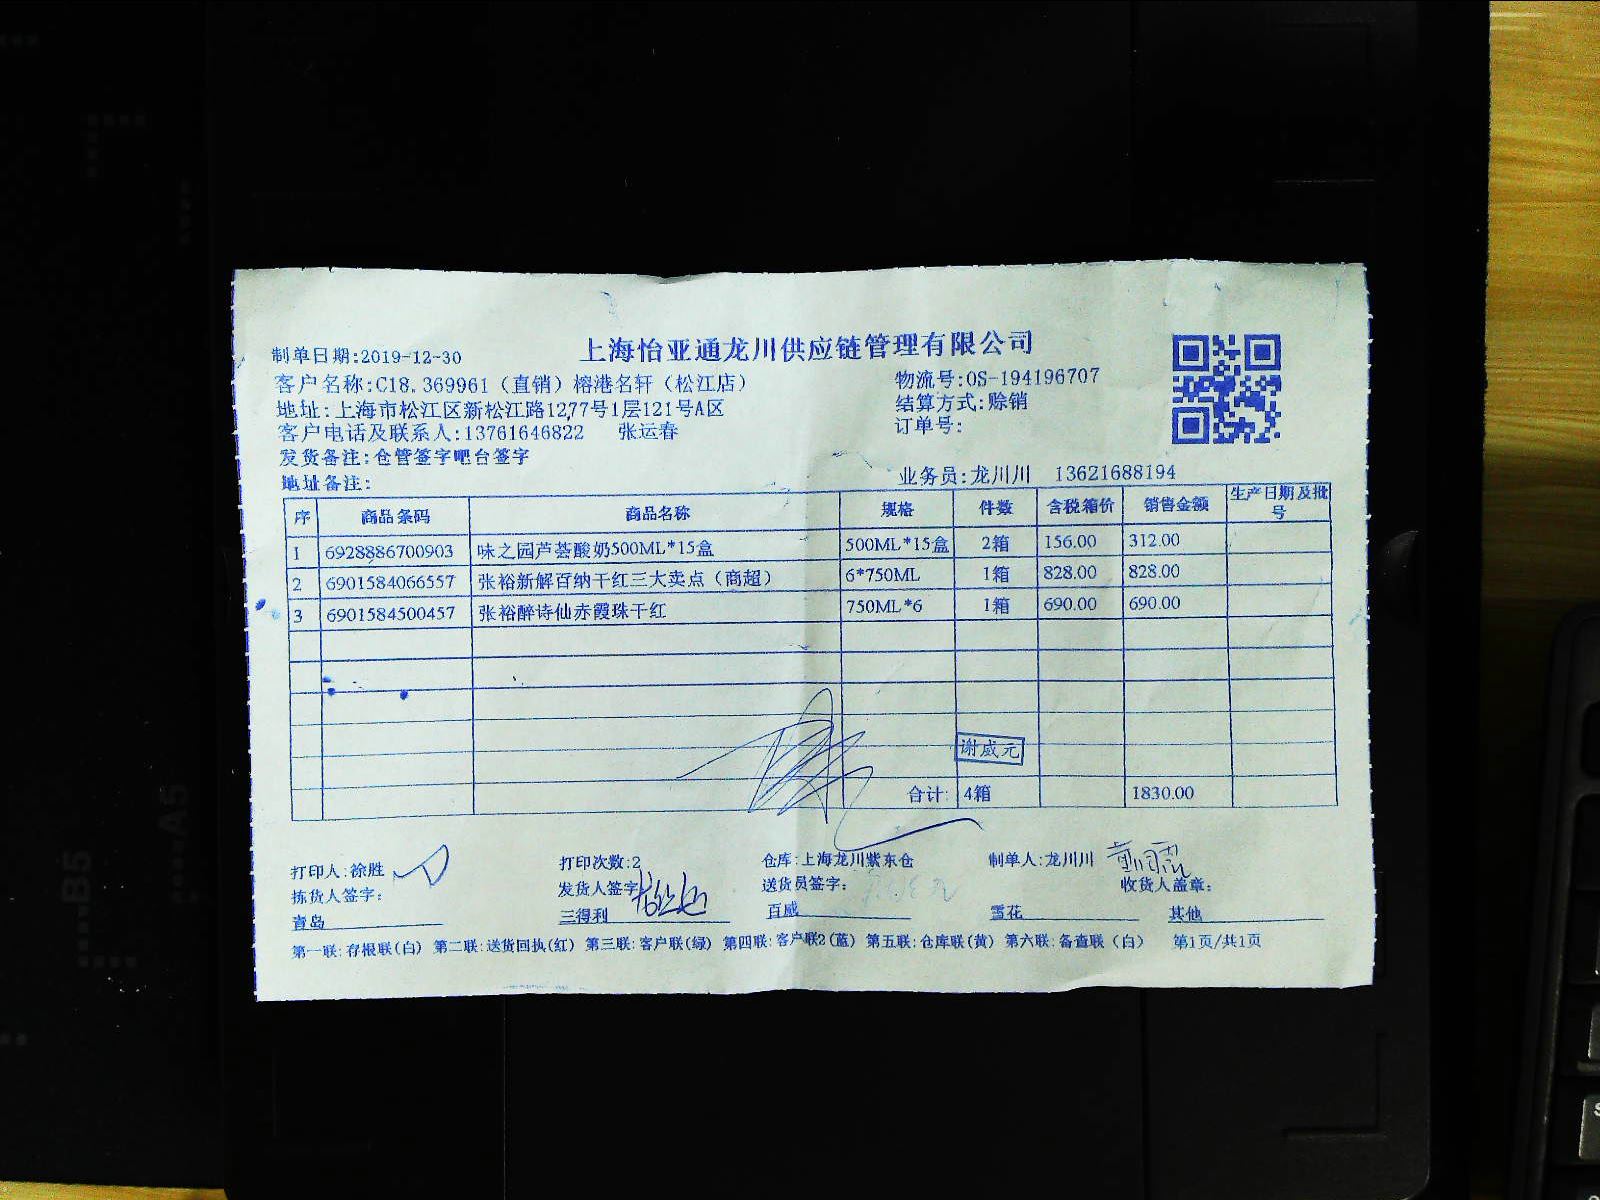 上海怡亚通龙川供应链管理有限公司
制单日期:2019-12-30
客户名称:C18.369961（直销）榕港名轩（松江店） 物流号:OS-194196707
地址:上海市松江区新松江路1277号1层121号A区 结算方式:赊销
客户电话及联系人:13761646822 张运春 订单号:
发货备注:仓管签字吧台签字
地址备注: 业务员:龙川川 13621688194
序 商品条码 商品名称 规格 件数 含税箱价 销售金额 生产日期及批号
1 6928886700903 味之园芦荟酸奶500ML*15盒 500ML*15盒 2箱 156.00 312.00
2 6901584066557 张裕新解百纳干红三大卖点（商超） 6*750ML 1箱 828.00 828.00
3 6901584500457 张裕醉诗仙赤霞珠干红 750ML*6 1箱 690.00 690.00
谢威元
合计: 4箱 1830.00
打印人:徐胜 打印次数:2 仓库:上海龙川紫东仓 制单人:龙川川
拣货人签字: 发货人签字 送货员签字: 收货人盖章:
青岛 三得利 百威 雪花 其他
第一联:存根联(白) 第二联:送货回执(红) 第三联:客户联(绿) 第四联:客户联2(蓝) 第五联:仓库联(黄) 第六联:备查联（白） 第1页/共1页
B5
A5